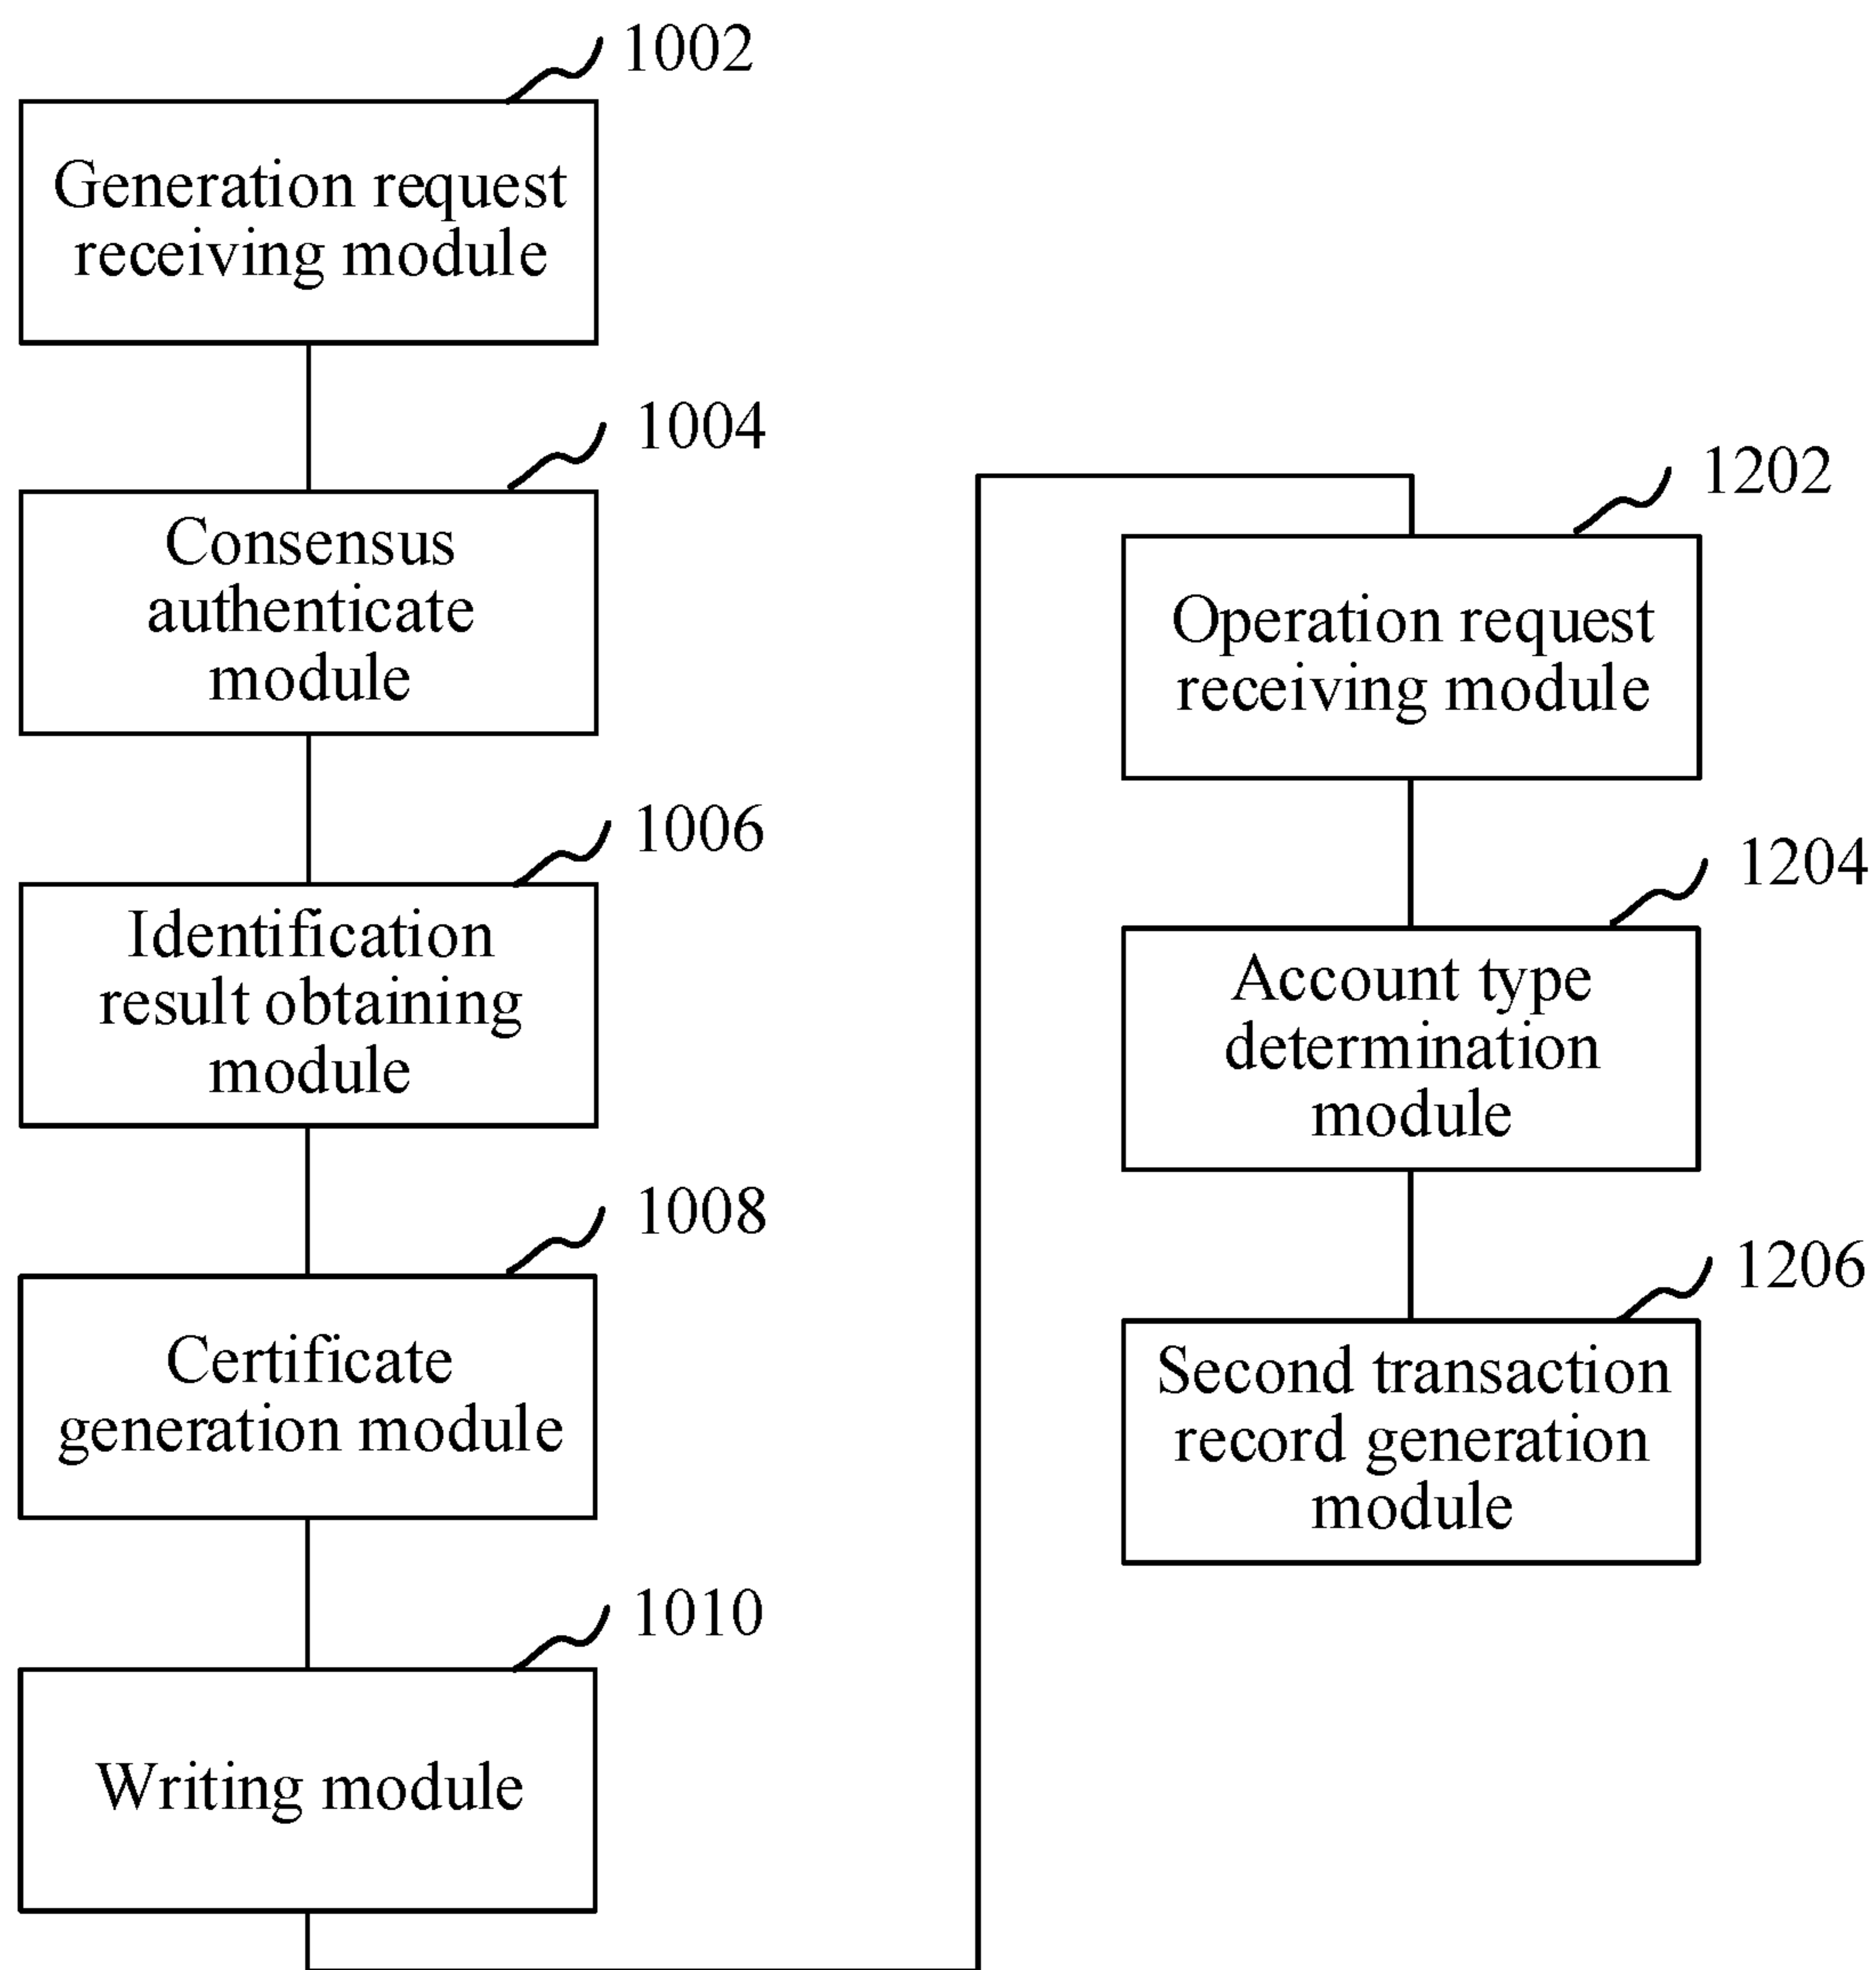 1002
Generation request
receiving module
1004
Consensus
authenticate
module
1006
Identification
result obtaining
module
1008
Certificate
generation module
1010
Writing module
1202
Operation request
receiving module
1204
Account type
determination
module
1206
Second transaction
record generation
module